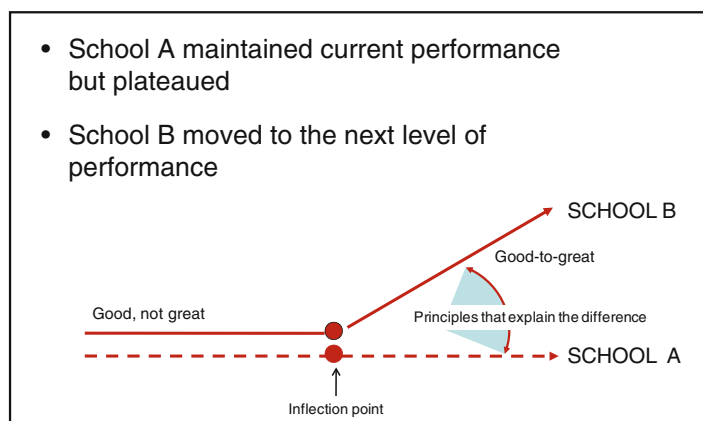 • School A maintained current performance
but plateaued
• School B moved to the next level of
performance
SCHOOL B
Good-to-great
Good, not great
Principles that explain the difference
SCHOOL A
Inflection point